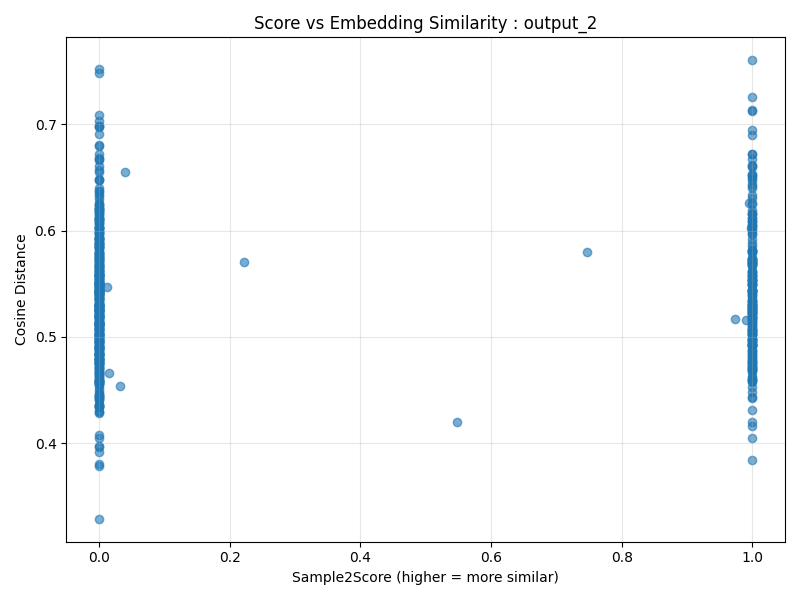 Score vs Embedding Similarity : output_2
0.7
0.6
0.5
0.4
Cosine Distance
0.0 0.2 0.4 0.6 0.8 1.0
Sample2Score (higher = more similar)